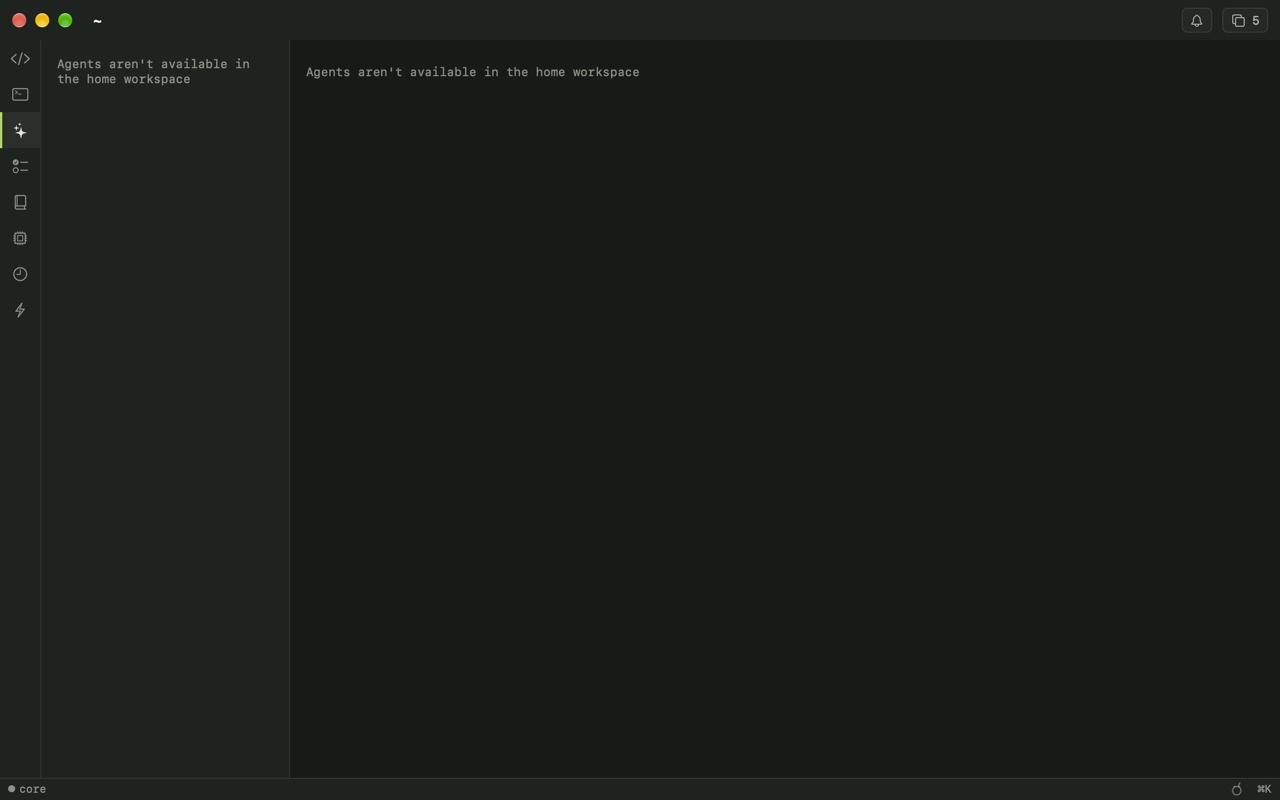 ~
5
Agents aren't available in
the home workspace
Agents aren't available in the home workspace
core
⌘K